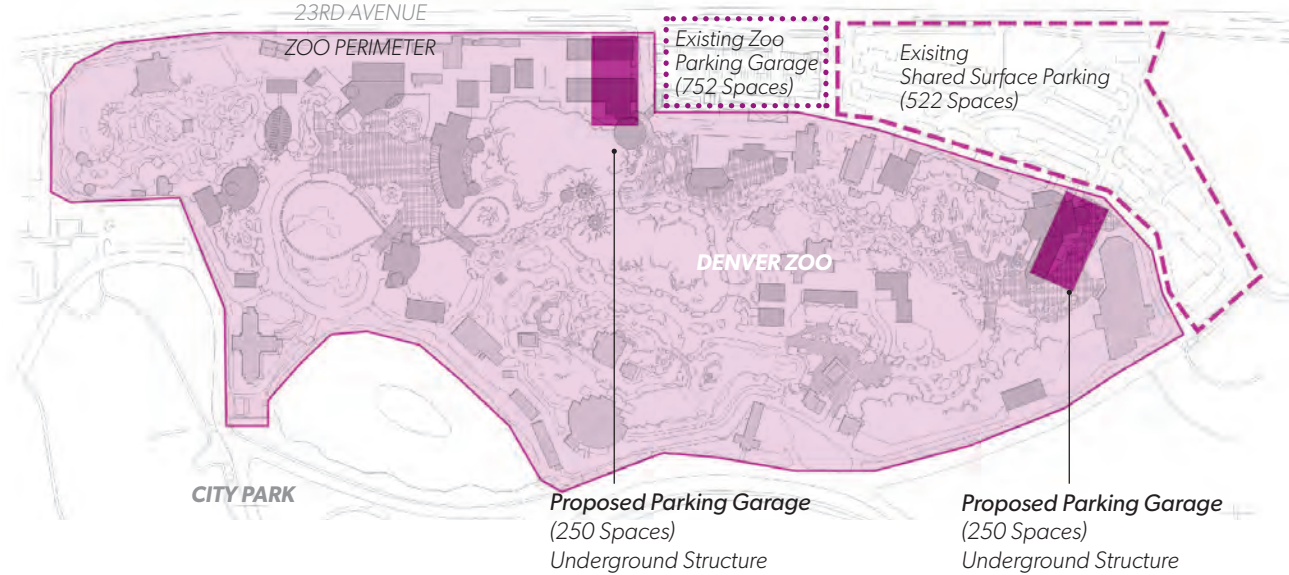 23RD AVENUE
ZOO PERIMETER
Existing Zoo
Parking Garage
(752 Spaces)
Exisitng
Shared Surface Parking
(522 Spaces)
DENVER ZOO
CITY PARK
Proposed Parking Garage
(250 Spaces)
Underground Structure
Proposed Parking Garage
(250 Spaces)
Underground Structure